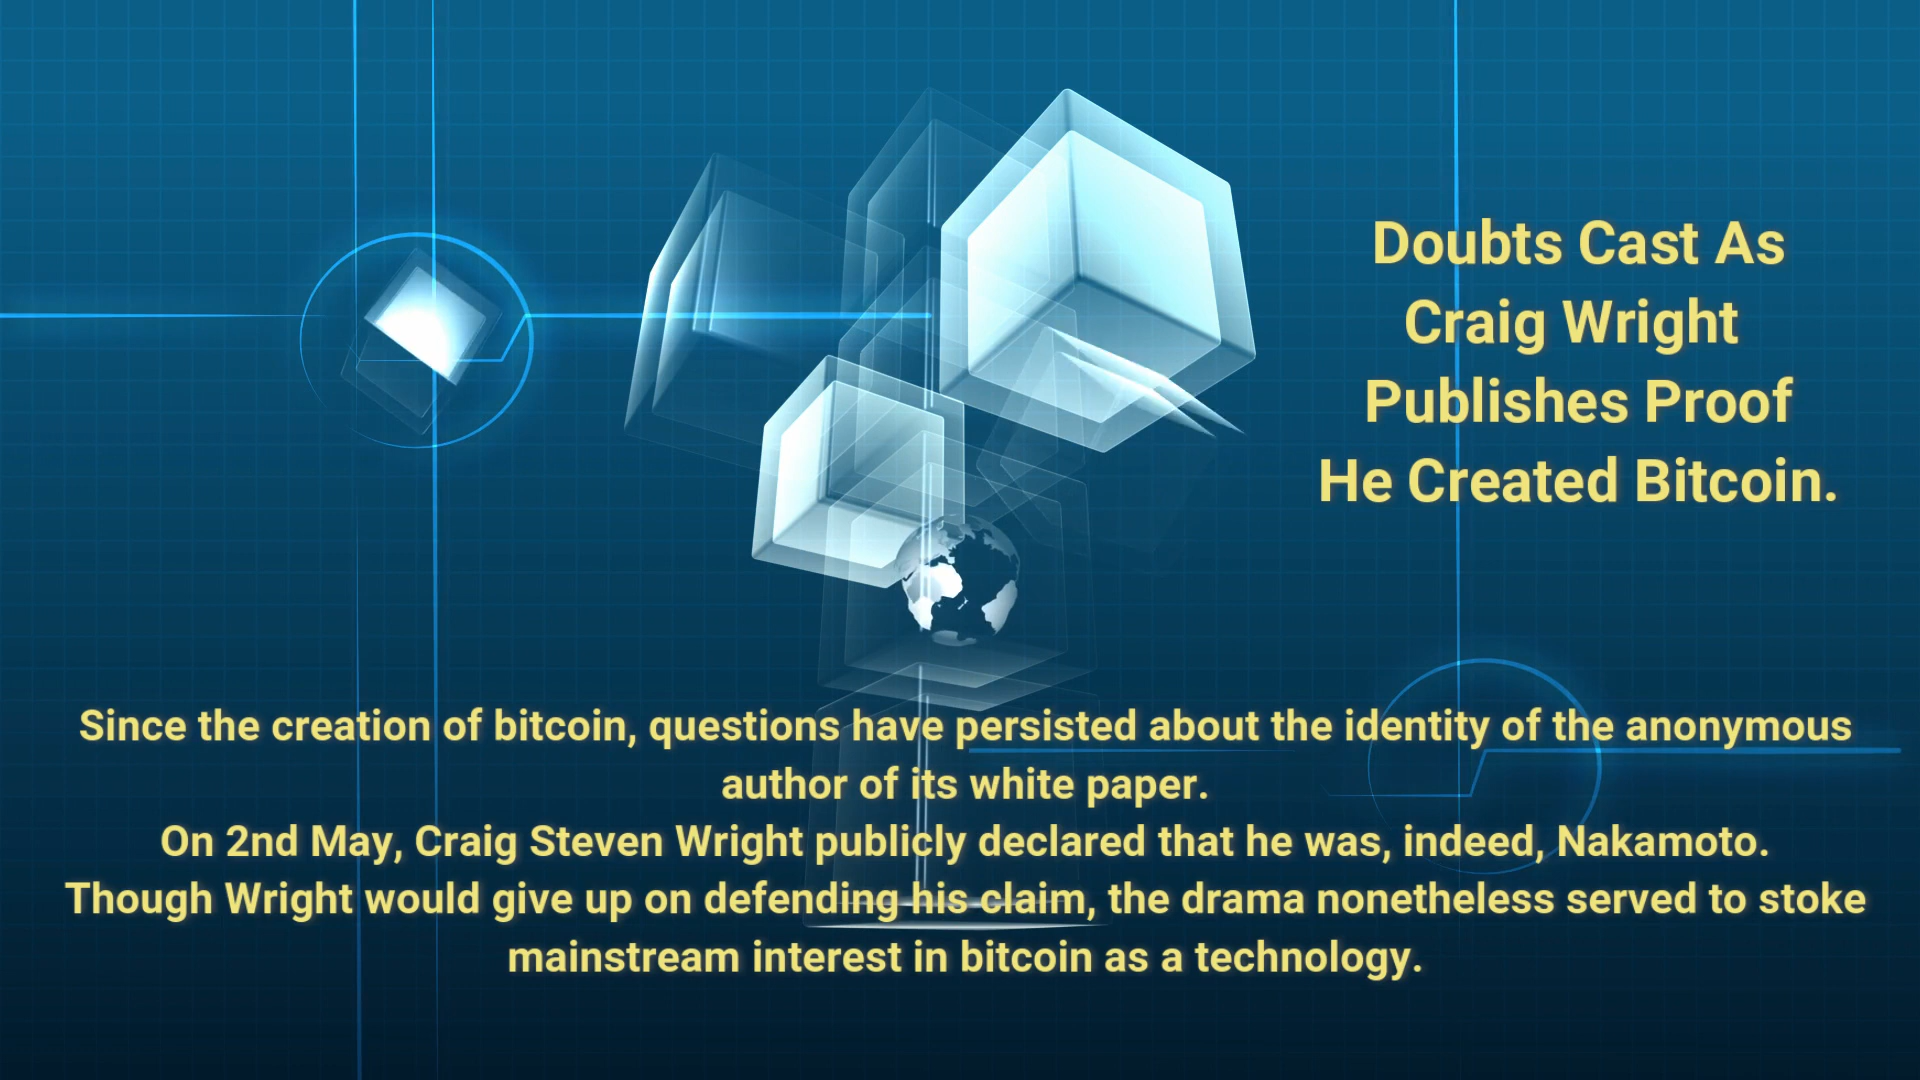 Doubts Cast As
Craig Wright
Publishes Proof
He Created Bitcoin.
Since the creation of bitcoin, questions have persisted about the identity of the anonymous
author of its white paper.
On 2nd May, Craig Steven Wright publicly declared that he was, indeed, Nakamoto.
Though Wright would give up on defending his claim, the drama nonetheless served to stoke
mainstream interest in bitcoin as a technology.